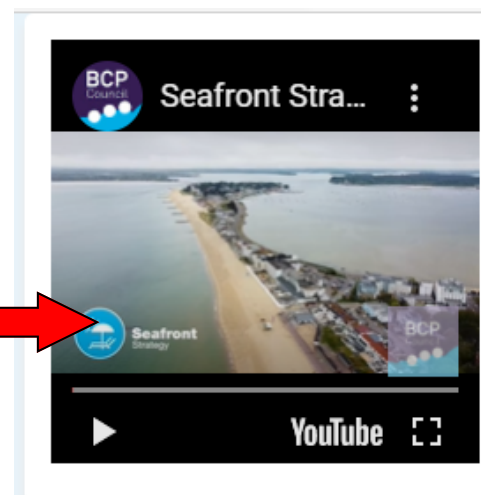 BCP
Council
Seafront Stra...
Seafront
Strategy
BCP
YouTube